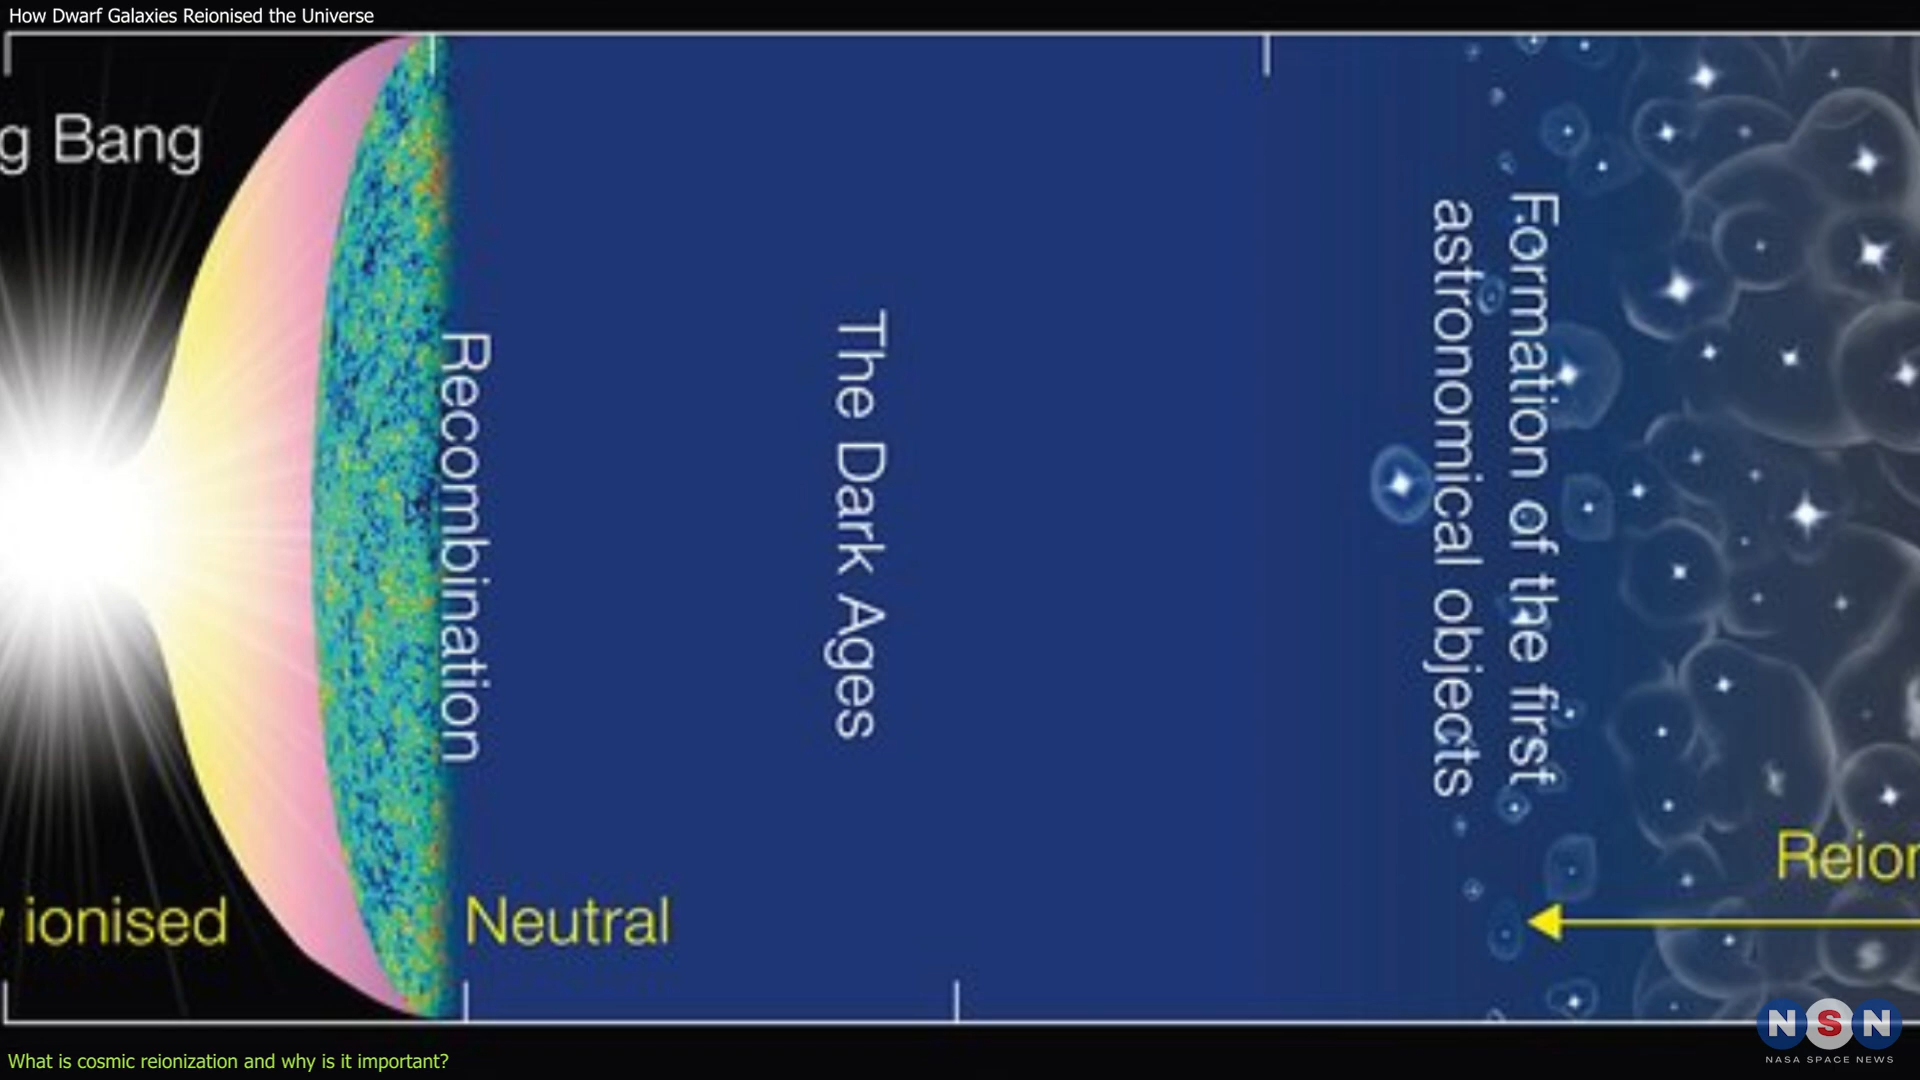 How Dwarf Galaxies Reionised the Universe
g Bang
Recombination
The Dark Ages
Formation of the first
astronomical objects
ionised
Neutral
Reion
NSN
NASA SPACE NEWS
What is cosmic reionization and why is it important?